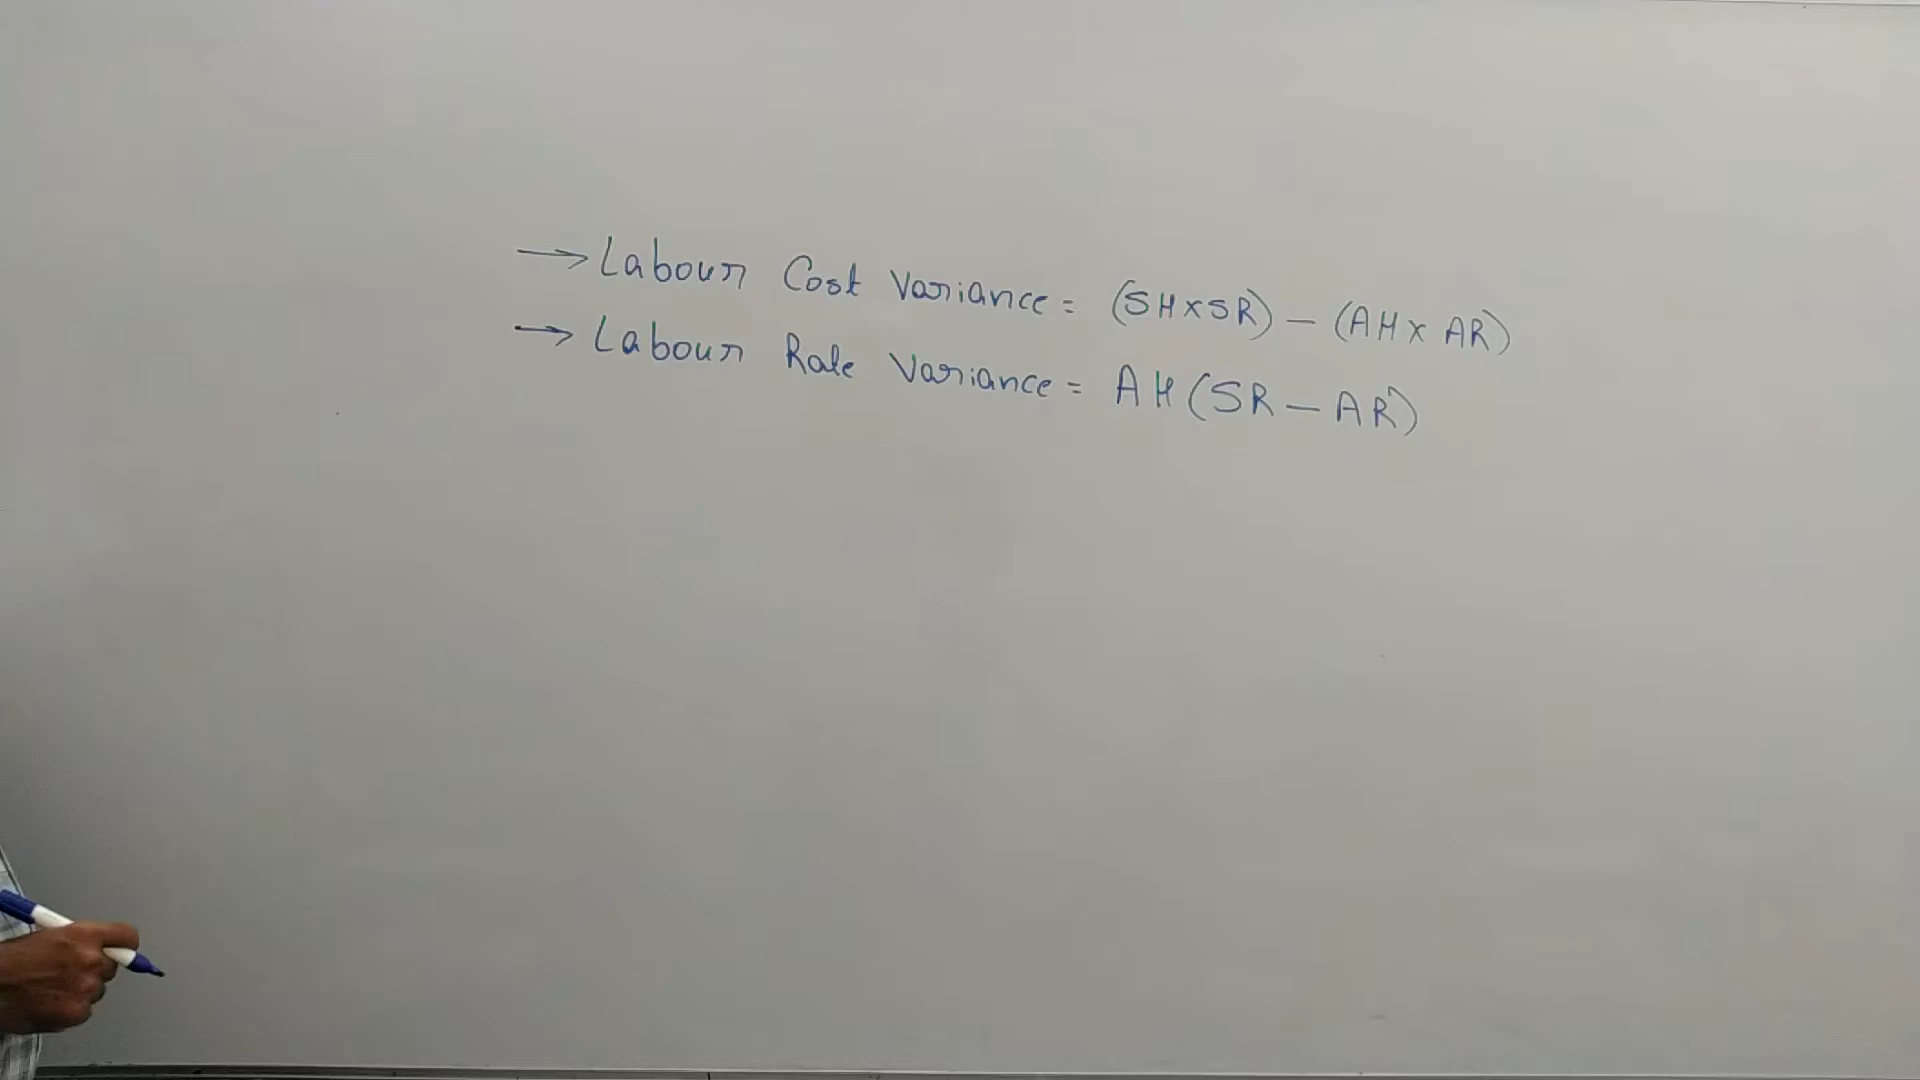 → Labour Cost Variance = (SH x SR) – (AH x AR)
→ Labour Rate Variance = AH (SR – AR)